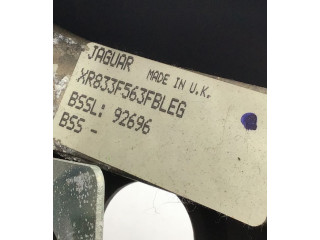 JAGUAR MADE IN U.K.
XR833F563FBLEG
BSSL: 92696
BSS -